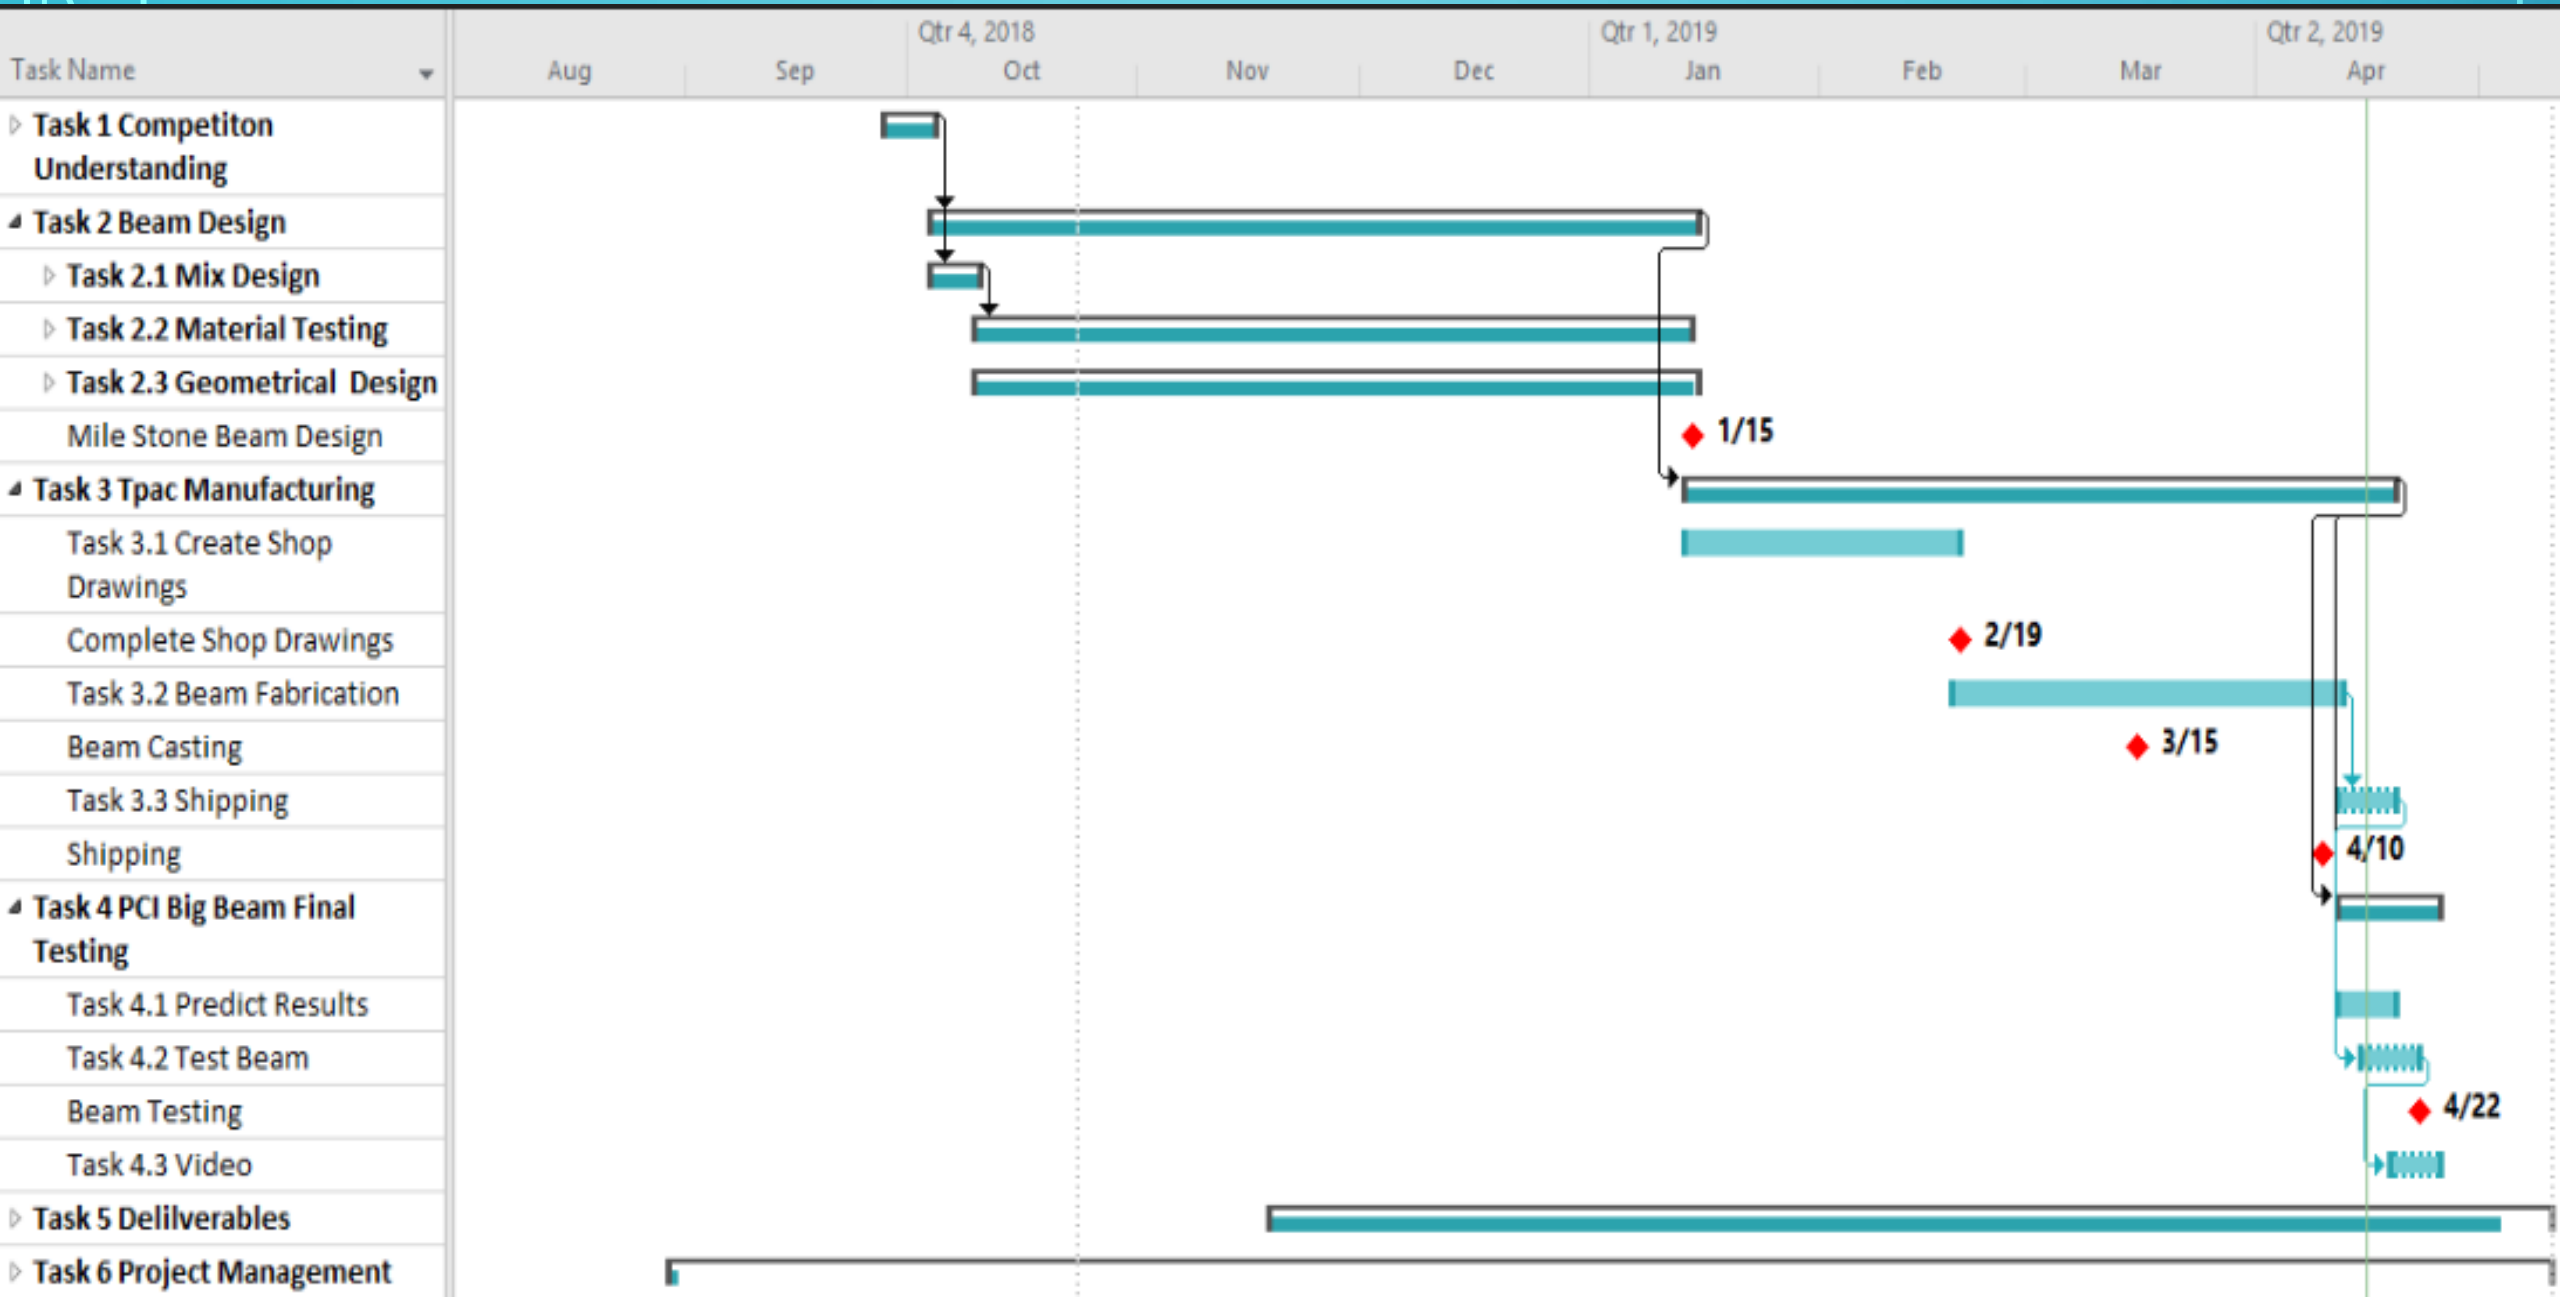 Qtr 4, 2018 Qtr 1, 2019 Qtr 2, 2019
Task Name Aug Sep Oct Nov Dec Jan Feb Mar Apr
Task 1 Competiton
Understanding
Task 2 Beam Design
Task 2.1 Mix Design
Task 2.2 Material Testing
Task 2.3 Geometrical Design
Mile Stone Beam Design 1/15
Task 3 Tpac Manufacturing
Task 3.1 Create Shop
Drawings
Complete Shop Drawings 2/19
Task 3.2 Beam Fabrication
Beam Casting 3/15
Task 3.3 Shipping
Shipping 4/10
Task 4 PCI Big Beam Final
Testing
Task 4.1 Predict Results
Task 4.2 Test Beam
Beam Testing 4/22
Task 4.3 Video
Task 5 Delilverables
Task 6 Project Management